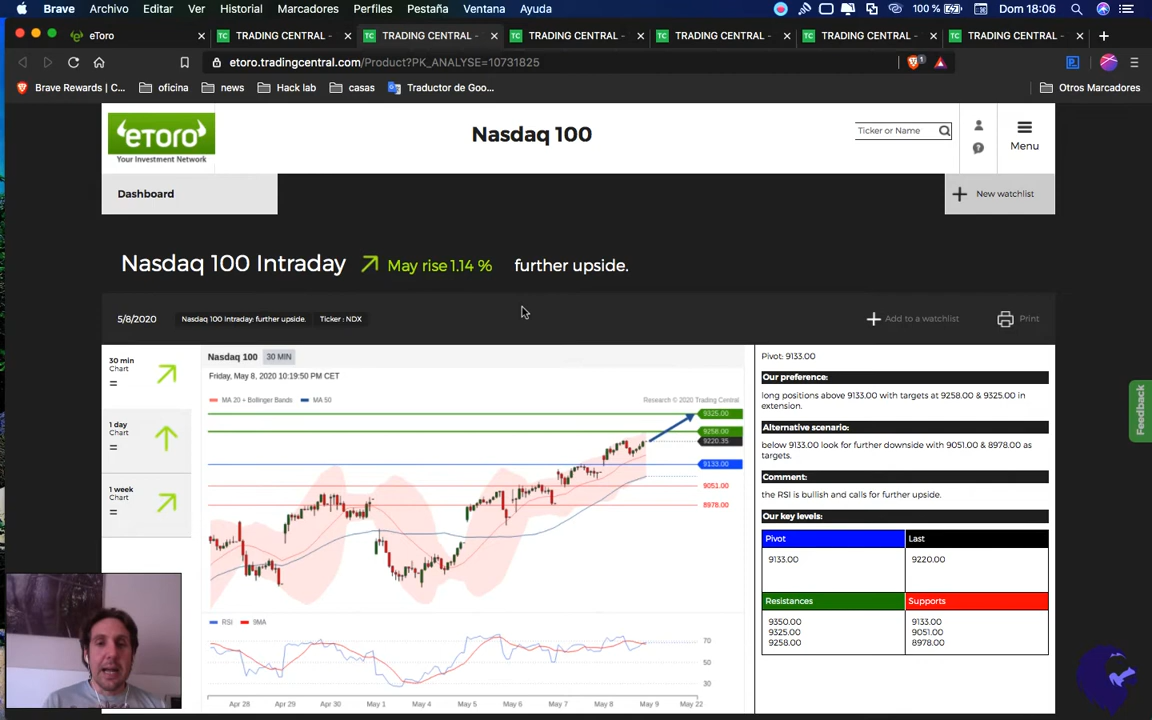 Brave Archivo Editar Ver Historial Marcadores Perfiles Pestaña Ventana Ayuda 100 % Dom 18:06
eToro TRADING CENTRAL - TRADING CENTRAL - TRADING CENTRAL - TRADING CENTRAL - TRADING CENTRAL - TRADING CENTRAL -
etoro.tradingcentral.com/Product?PK_ANALYSE=10731825
Brave Rewards | C... oficina news Hack lab casas Traductor de Goo... Otros Marcadores
eToro
Your Investment Network
Nasdaq 100
Ticker or Name
Menu
Dashboard
New watchlist
Nasdaq 100 Intraday May rise 1.14 % further upside.
5/8/2020 Nasdaq 100 Intraday: further upside. Ticker : NDX Add to a watchlist Print
30 min
Chart
=
1 day
Chart
=
1 week
Chart
=
Nasdaq 100 30 MIN
Friday, May 8, 2020 10:19:50 PM CET
MA 20 + Bollinger Bands MA 50 Research © 2020 Trading Central
9325.00
9258.00
9220.35
9133.00
9051.00
8978.00
RSI 9MA
70
50
30
Apr 28 Apr 29 Apr 30 May 1 May 4 May 5 May 6 May 7 May 8 May 9 May 22
Pivot: 9133.00
Our preference:
long positions above 9133.00 with targets at 9258.00 & 9325.00 in
extension.
Alternative scenario:
below 9133.00 look for further downside with 9051.00 & 8978.00 as
targets.
Comment:
the RSI is bullish and calls for further upside.
Our key levels:
Pivot Last
9133.00 9220.00
Resistances Supports
9350.00 9133.00
9325.00 9051.00
9258.00 8978.00
Feedback